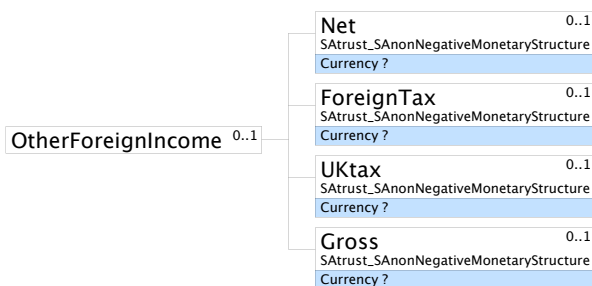 Net 0..1
SAtrust_SAnonNegativeMonetaryStructure
Currency ?
ForeignTax 0..1
SAtrust_SAnonNegativeMonetaryStructure
Currency ?
OtherForeignIncome 0..1
UKtax 0..1
SAtrust_SAnonNegativeMonetaryStructure
Currency ?
Gross 0..1
SAtrust_SAnonNegativeMonetaryStructure
Currency ?